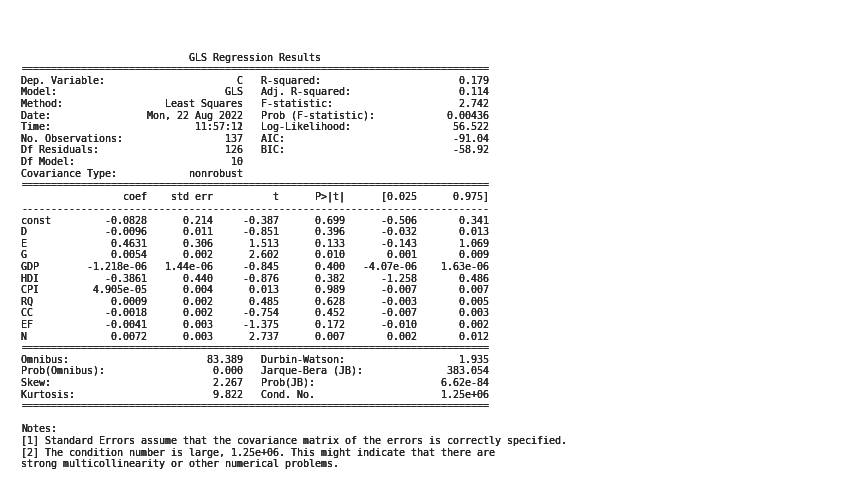 GLS Regression Results
Dep. Variable: C R-squared: 0.179
Model: GLS Adj. R-squared: 0.114
Method: Least Squares F-statistic: 2.742
Date: Mon, 22 Aug 2022 Prob (F-statistic): 0.00436
Time: 11:57:12 Log-Likelihood: 56.522
No. Observations: 137 AIC: -91.04
Df Residuals: 126 BIC: -58.92
Df Model: 10
Covariance Type: nonrobust
coef std err t P>|t| [0.025 0.975]
const -0.0828 0.214 -0.387 0.699 -0.506 0.341
D -0.0096 0.011 -0.851 0.396 -0.032 0.013
E 0.4631 0.306 1.513 0.133 -0.143 1.069
G 0.0054 0.002 2.602 0.010 0.001 0.009
GDP -1.218e-06 1.44e-06 -0.845 0.400 -4.07e-06 1.63e-06
HDI -0.3861 0.440 -0.876 0.382 -1.258 0.486
CPI 4.905e-05 0.004 0.013 0.989 -0.007 0.007
RQ 0.0009 0.002 0.485 0.628 -0.003 0.005
CC -0.0018 0.002 -0.754 0.452 -0.007 0.003
EF -0.0041 0.003 -1.375 0.172 -0.010 0.002
N 0.0072 0.003 2.737 0.007 0.002 0.012
Omnibus: 83.389 Durbin-Watson: 1.935
Prob(Omnibus): 0.000 Jarque-Bera (JB): 383.054
Skew: 2.267 Prob(JB): 6.62e-84
Kurtosis: 9.822 Cond. No. 1.25e+06
Notes:
[1] Standard Errors assume that the covariance matrix of the errors is correctly specified.
[2] The condition number is large, 1.25e+06. This might indicate that there are
strong multicollinearity or other numerical problems.